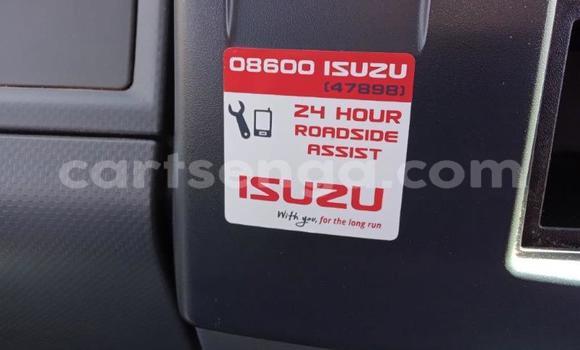 08600 ISUZU
(47898)
24 HOUR
ROADSIDE
ASSIST
ISUZU
With you, for the long run
cartsenga.com